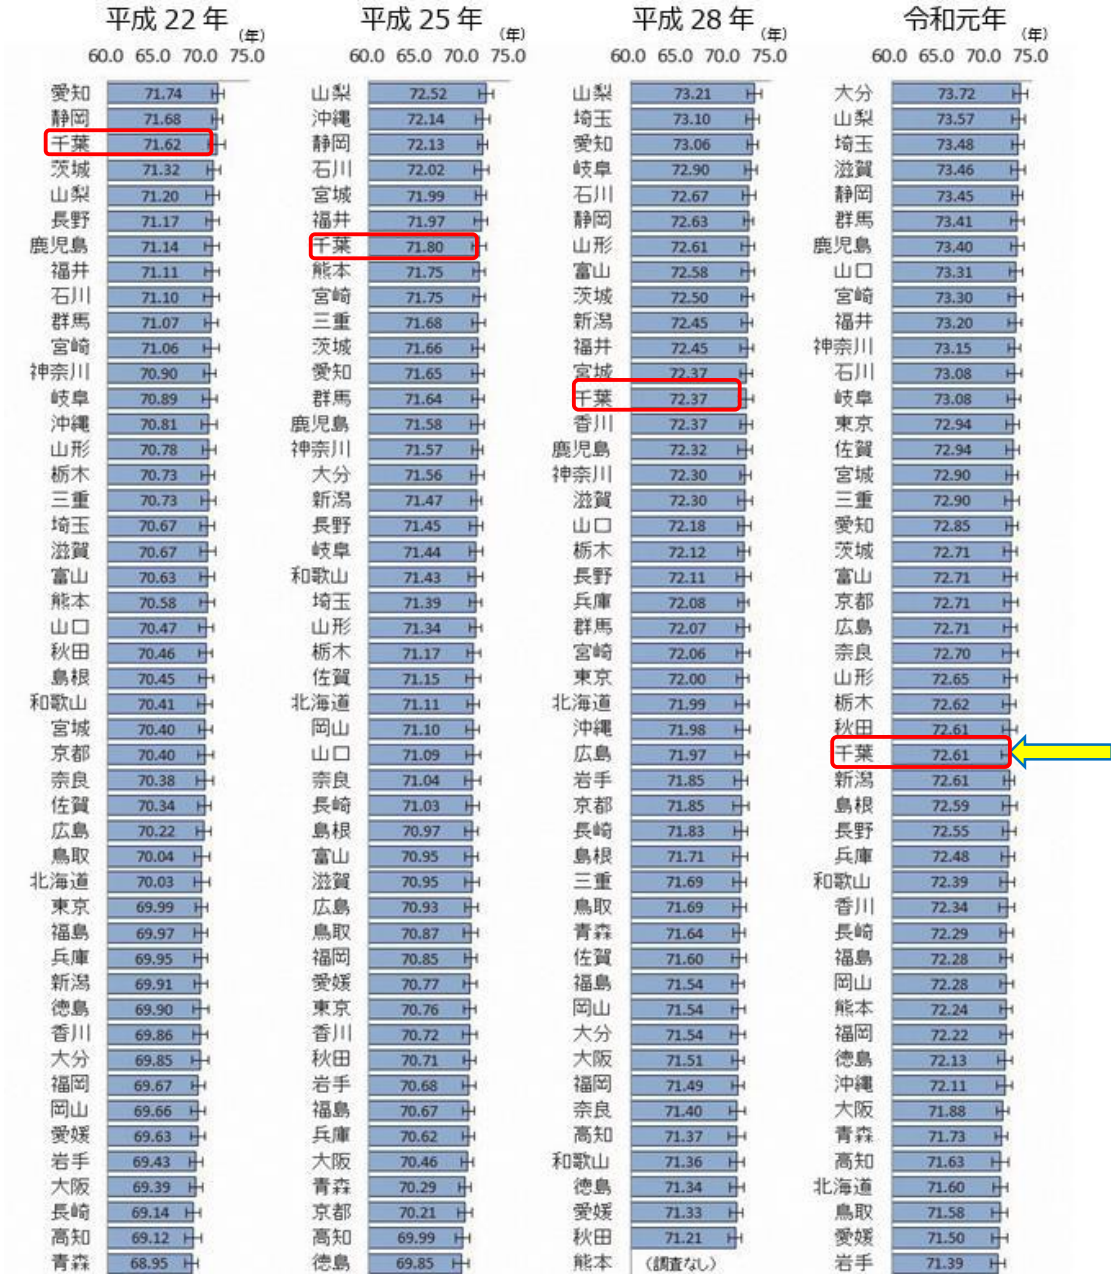 平成 22 年 平成 25 年 平成 28 年 令和元年
(年) (年) (年) (年)
60.0 65.0 70.0 75.0 60.0 65.0 70.0 75.0 60.0 65.0 70.0 75.0 60.0 65.0 70.0 75.0
愛知 71.74 山梨 72.52 山梨 73.21 大分 73.72
静岡 71.68 沖縄 72.14 埼玉 73.10 山梨 73.57
千葉 71.62 静岡 72.13 愛知 73.06 埼玉 73.48
茨城 71.32 石川 72.02 岐阜 72.90 滋賀 73.46
山梨 71.20 宮城 71.99 石川 72.67 静岡 73.45
長野 71.17 福井 71.97 静岡 72.63 群馬 73.41
鹿児島 71.14 千葉 71.80 山形 72.61 鹿児島 73.40
福井 71.11 熊本 71.75 富山 72.58 山口 73.31
石川 71.10 宮崎 71.75 茨城 72.50 宮崎 73.30
群馬 71.07 三重 71.68 新潟 72.45 福井 73.20
宮崎 71.06 茨城 71.66 福井 72.45 神奈川 73.15
神奈川 70.90 愛知 71.65 宮城 72.37 石川 73.08
岐阜 70.89 群馬 71.64 千葉 72.37 岐阜 73.08
沖縄 70.81 鹿児島 71.58 香川 72.37 東京 72.94
山形 70.78 神奈川 71.57 鹿児島 72.32 佐賀 72.94
栃木 70.73 大分 71.56 神奈川 72.30 宮城 72.90
三重 70.73 新潟 71.47 滋賀 72.30 三重 72.90
埼玉 70.67 長野 71.45 山口 72.18 愛知 72.85
滋賀 70.67 岐阜 71.44 栃木 72.12 茨城 72.71
富山 70.63 和歌山 71.43 長野 72.11 富山 72.71
熊本 70.58 埼玉 71.39 兵庫 72.08 京都 72.71
山口 70.47 山形 71.34 群馬 72.07 広島 72.71
秋田 70.46 栃木 71.17 宮崎 72.06 奈良 72.70
島根 70.45 佐賀 71.15 東京 72.00 山形 72.65
和歌山 70.41 北海道 71.11 北海道 71.99 栃木 72.62
宮城 70.40 岡山 71.10 沖縄 71.98 秋田 72.61
京都 70.40 山口 71.09 広島 71.97 千葉 72.61
奈良 70.38 奈良 71.04 岩手 71.85 新潟 72.61
佐賀 70.34 長崎 71.03 京都 71.85 島根 72.59
広島 70.22 島根 70.97 長崎 71.83 長野 72.55
鳥取 70.04 富山 70.95 島根 71.71 兵庫 72.48
北海道 70.03 滋賀 70.95 三重 71.69 和歌山 72.39
東京 69.99 広島 70.93 鳥取 71.69 香川 72.34
福島 69.97 鳥取 70.87 青森 71.64 長崎 72.29
兵庫 69.95 福岡 70.85 佐賀 71.60 福島 72.28
新潟 69.91 愛媛 70.77 福島 71.54 岡山 72.28
徳島 69.90 東京 70.76 岡山 71.54 熊本 72.24
香川 69.86 香川 70.72 大分 71.54 福岡 72.22
大分 69.85 秋田 70.71 大阪 71.51 徳島 72.13
福岡 69.67 岩手 70.68 福岡 71.49 沖縄 72.11
岡山 69.66 福島 70.67 奈良 71.40 大阪 71.88
愛媛 69.63 兵庫 70.62 高知 71.37 青森 71.73
岩手 69.43 大阪 70.46 和歌山 71.36 高知 71.63
大阪 69.39 青森 70.29 徳島 71.34 北海道 71.60
長崎 69.14 京都 70.21 愛媛 71.33 鳥取 71.58
高知 69.12 高知 69.99 秋田 71.21 愛媛 71.50
青森 68.95 徳島 69.85 熊本 (調査なし) 岩手 71.39